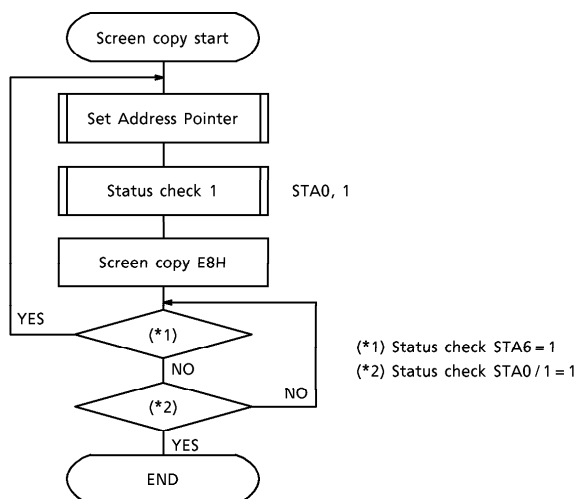 Screen copy start
Set Address Pointer
Status check 1
STA0, 1
Screen copy E8H
YES
(*1)
(*1) Status check STA6 = 1
NO
(*2) Status check STA0 / 1 = 1
(*2)
NO
YES
END